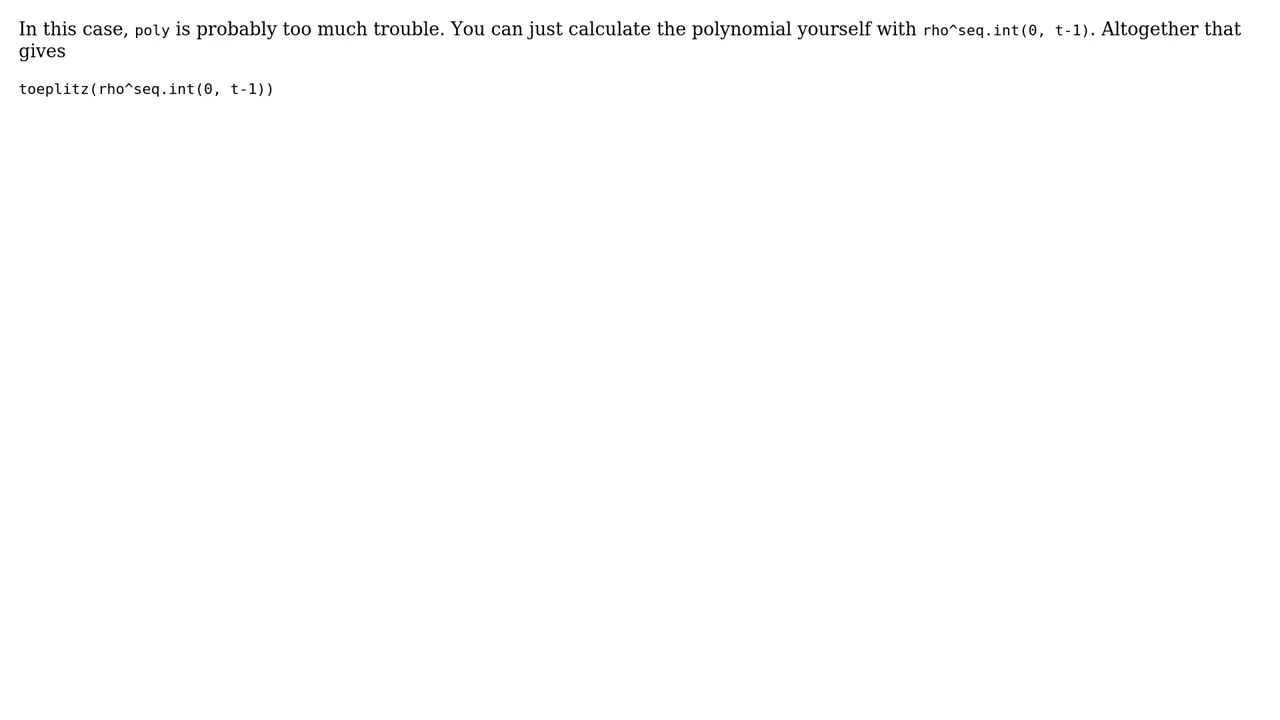 In this case, poly is probably too much trouble. You can just calculate the polynomial yourself with rho^seq.int(0, t-1). Altogether that
gives
toeplitz(rho^seq.int(0, t-1))